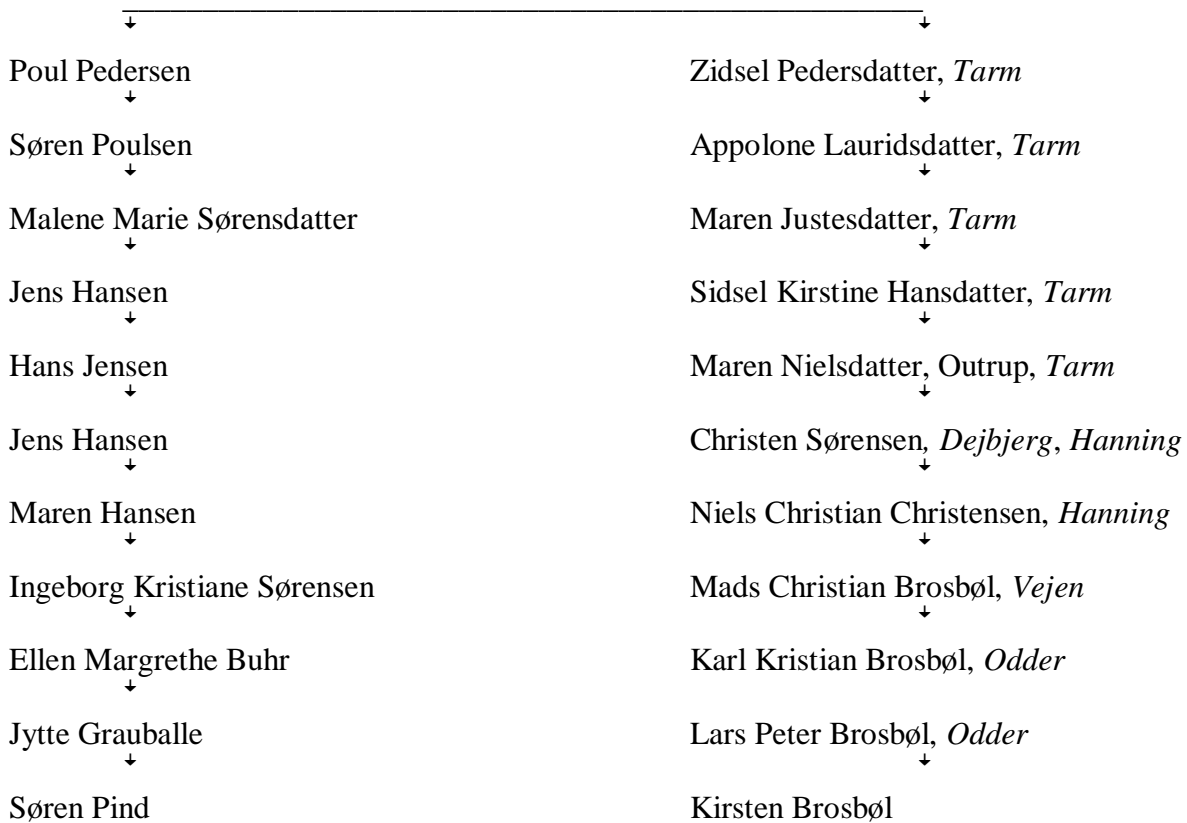 Poul Pedersen Zidsel Pedersdatter, Tarm
Søren Poulsen Appolone Lauridsdatter, Tarm
Malene Marie Sørensdatter Maren Justesdatter, Tarm
Jens Hansen Sidsel Kirstine Hansdatter, Tarm
Hans Jensen Maren Nielsdatter, Outrup, Tarm
Jens Hansen Christen Sørensen, Dejbjerg, Hanning
Maren Hansen Niels Christian Christensen, Hanning
Ingeborg Kristiane Sørensen Mads Christian Brosbøl, Vejen
Ellen Margrethe Buhr Karl Kristian Brosbøl, Odder
Jytte Grauballe Lars Peter Brosbøl, Odder
Søren Pind Kirsten Brosbøl